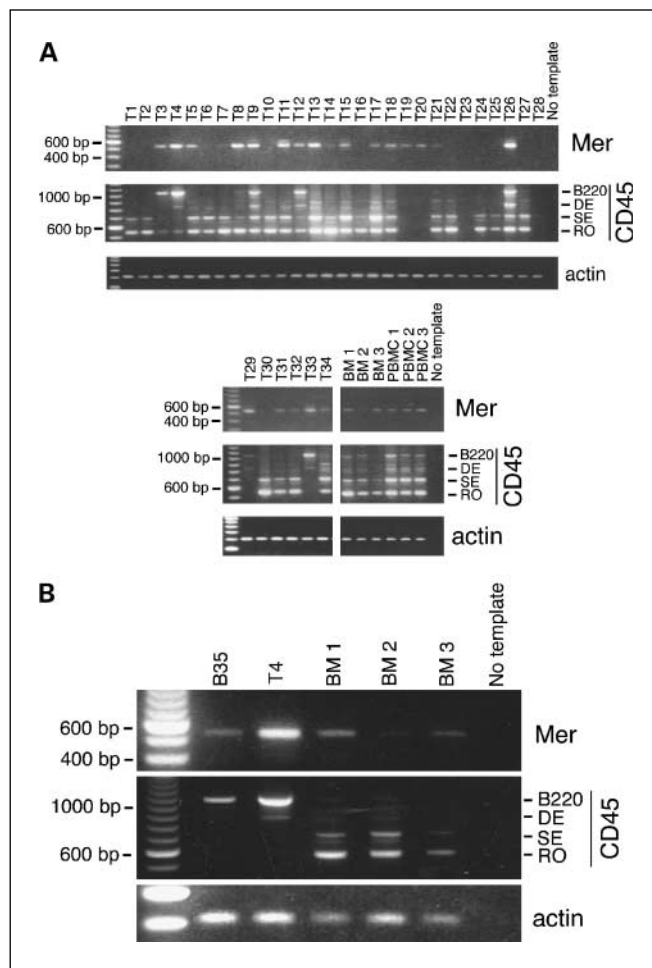 A
T1 T2 T3 T4 T5 T6 T7 T8 T9 T10 T11 T12 T13 T14 T15 T16 T17 T18 T19 T20 T21 T22 T23 T24 T25 T26 T27 T28 No template
600 bp
400 bp
Mer
1000 bp
600 bp
B220
DE
SE
RO
CD45
actin
T29 T30 T31 T32 T33 T34 BM 1 BM 2 BM 3 PBMC 1 PBMC 2 PBMC 3 No template
600 bp
400 bp
Mer
1000 bp
600 bp
B220
DE
SE
RO
CD45
actin
B
B35 T4 BM 1 BM 2 BM 3 No template
600 bp
400 bp
Mer
1000 bp
600 bp
B220
DE
SE
RO
CD45
actin